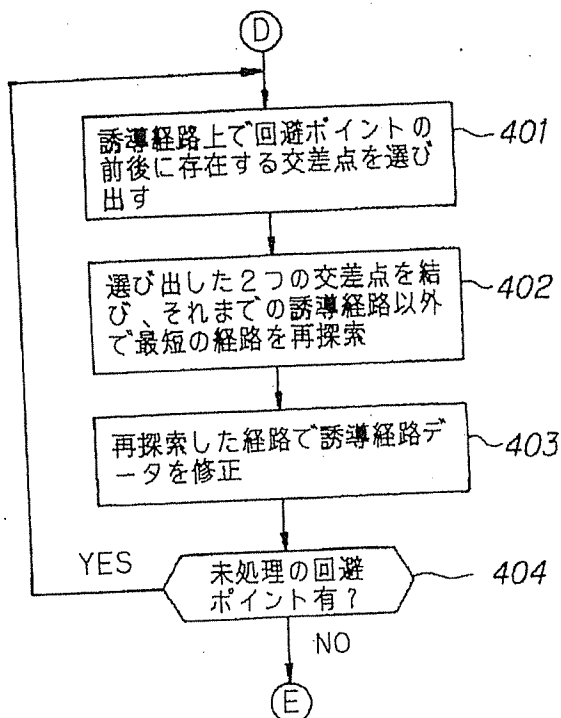 D
誘導経路上で回避ポイントの
前後に存在する交差点を選び
出す
401
選び出した２つの交差点を結
び、それまでの誘導経路以外
で最短の経路を再探索
402
再探索した経路で誘導経路デ
ータを修正
403
YES
未処理の回避
ポイント有？
404
NO
E